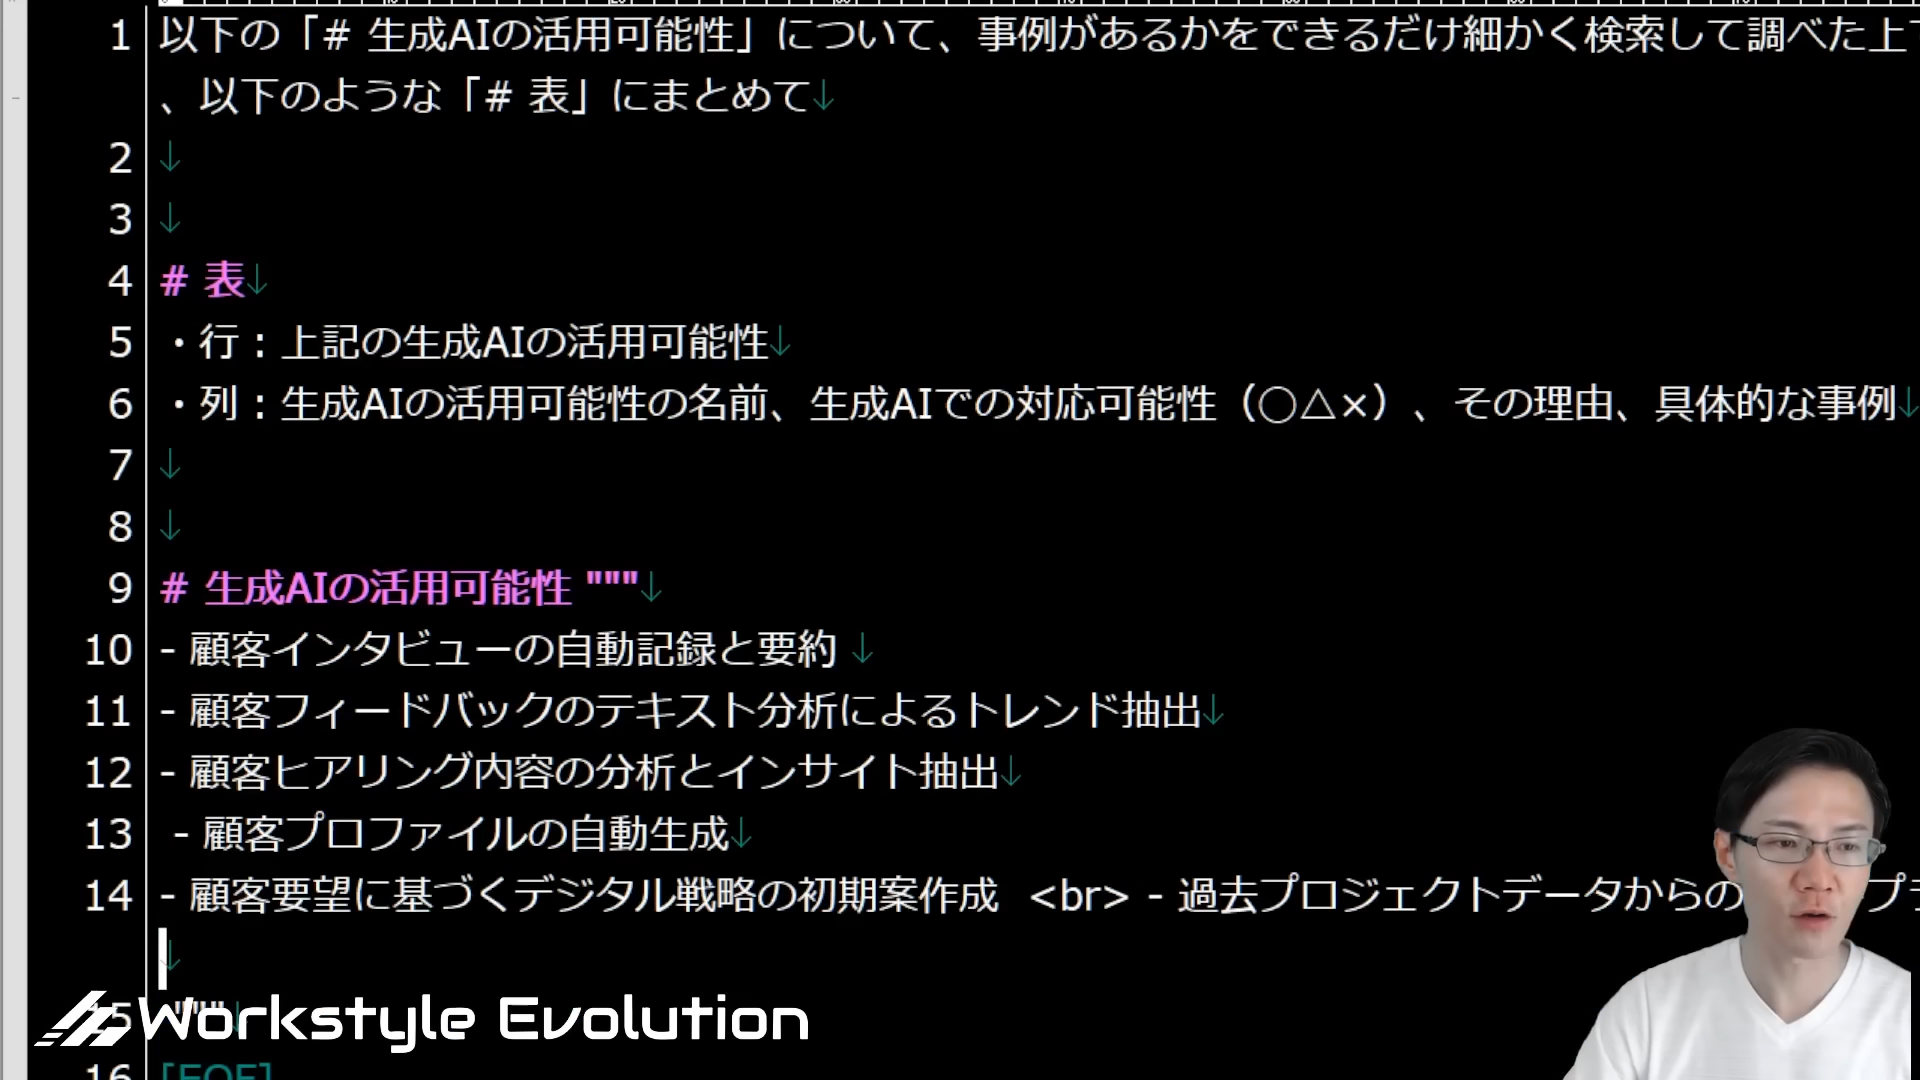 1 以下の「# 生成AIの活用可能性」について、事例があるかをできるだけ細かく検索して調べた上で
、以下のような「# 表」にまとめて↓
2 ↓
3 ↓
4 # 表↓
5 ・行：上記の生成AIの活用可能性↓
6 ・列：生成AIの活用可能性の名前、生成AIでの対応可能性（○△×）、その理由、具体的な事例↓
7 ↓
8 ↓
9 # 生成AIの活用可能性 """↓
10 - 顧客インタビューの自動記録と要約 ↓
11 - 顧客フィードバックのテキスト分析によるトレンド抽出↓
12 - 顧客ヒアリング内容の分析とインサイト抽出↓
13 - 顧客プロファイルの自動生成↓
14 - 顧客要望に基づくデジタル戦略の初期案作成 <br> - 過去プロジェクトデータからの
↓
15 """↓
Workstyle Evolution
16 [EOF]